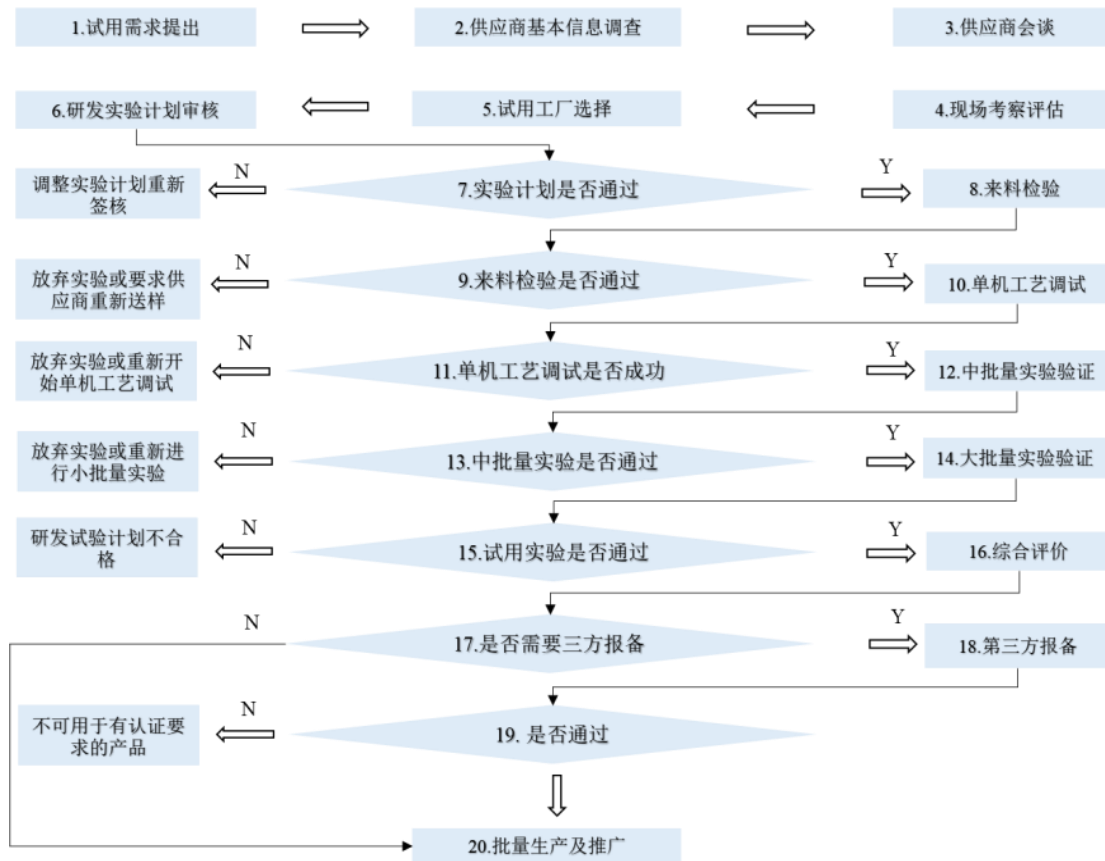 1.试用需求提出
2.供应商基本信息调查
3.供应商会谈
6.研发实验计划审核
5.试用工厂选择
4.现场考察评估
N
Y
调整实验计划重新
签核
7.实验计划是否通过
8.来料检验
N
Y
放弃实验或要求供
应商重新送样
9.来料检验是否通过
10.单机工艺调试
N
Y
放弃实验或重新开
始单机工艺调试
11.单机工艺调试是否成功
12.中批量实验验证
N
Y
放弃实验或重新进
行小批量实验
13.中批量实验是否通过
14.大批量实验验证
N
Y
研发试验计划不合
格
15.试用实验是否通过
16.综合评价
N
Y
17.是否需要三方报备
18.第三方报备
N
不可用于有认证要
求的产品
19. 是否通过
20.批量生产及推广